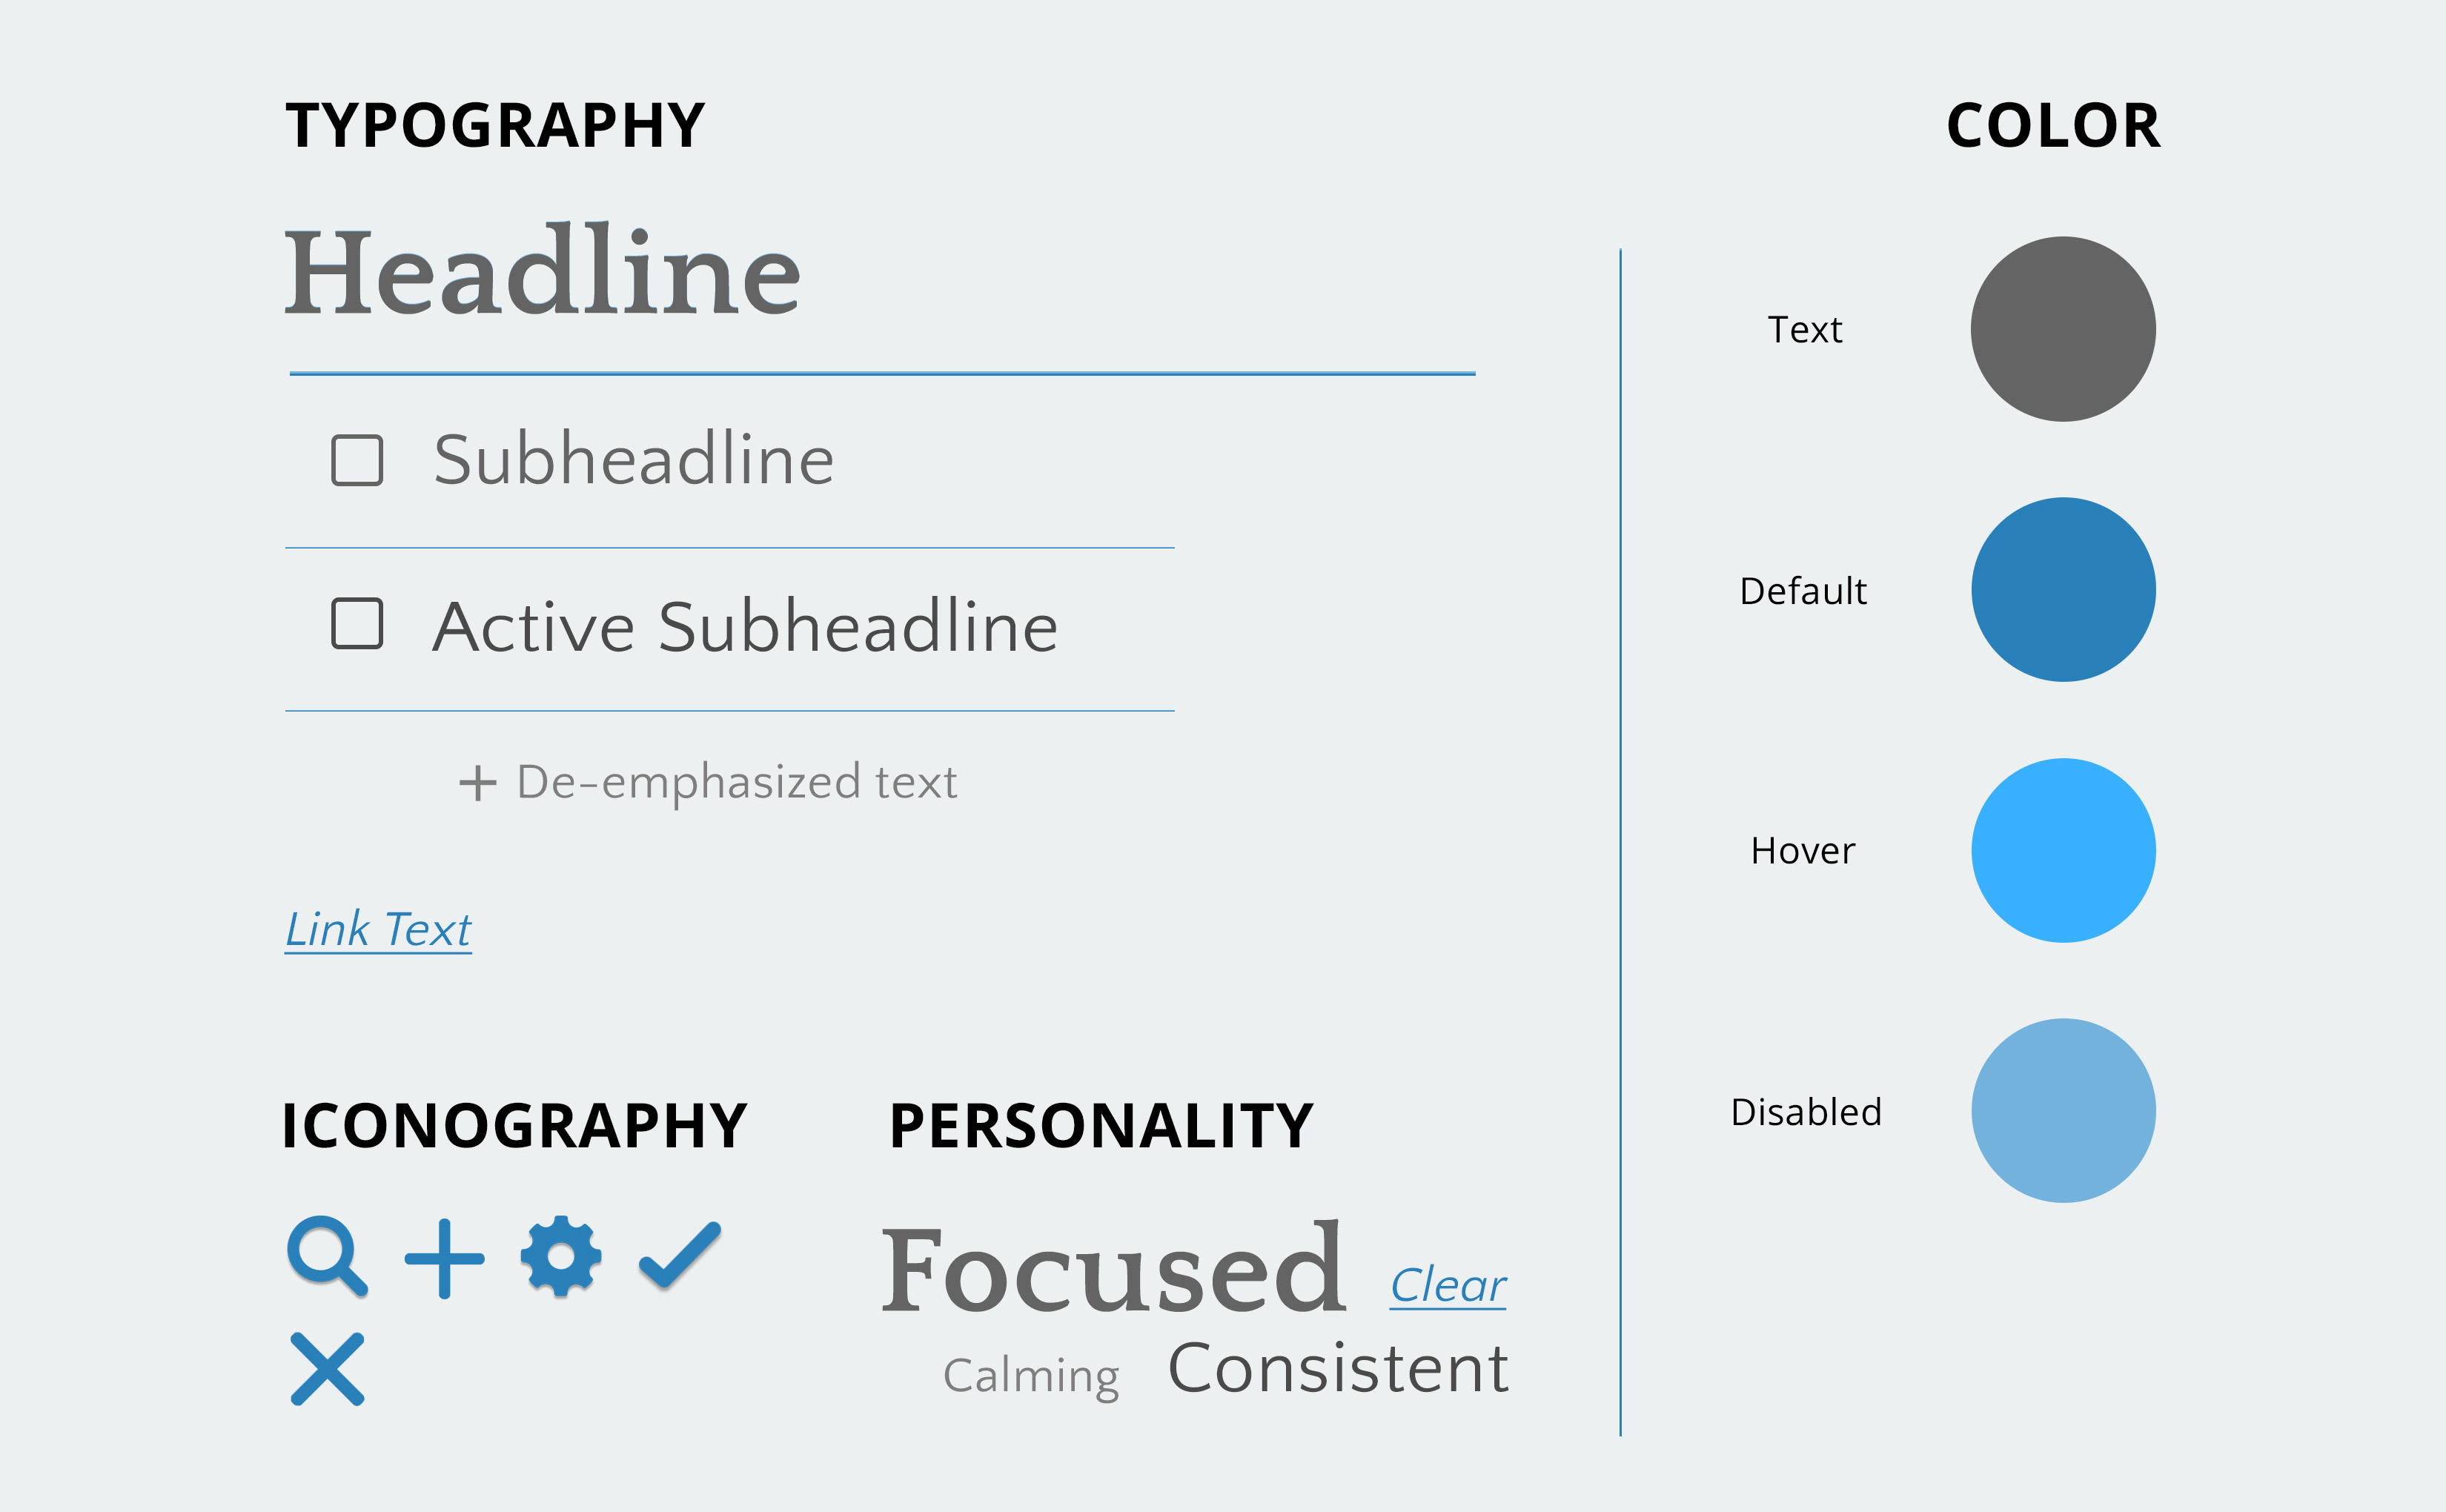 TYPOGRAPHY
Headline
Subheadline
Active Subheadline
+ De-emphasized text
Link Text
ICONOGRAPHY
PERSONALITY
Focused
Clear
Calming
Consistent
COLOR
Text
Default
Hover
Disabled